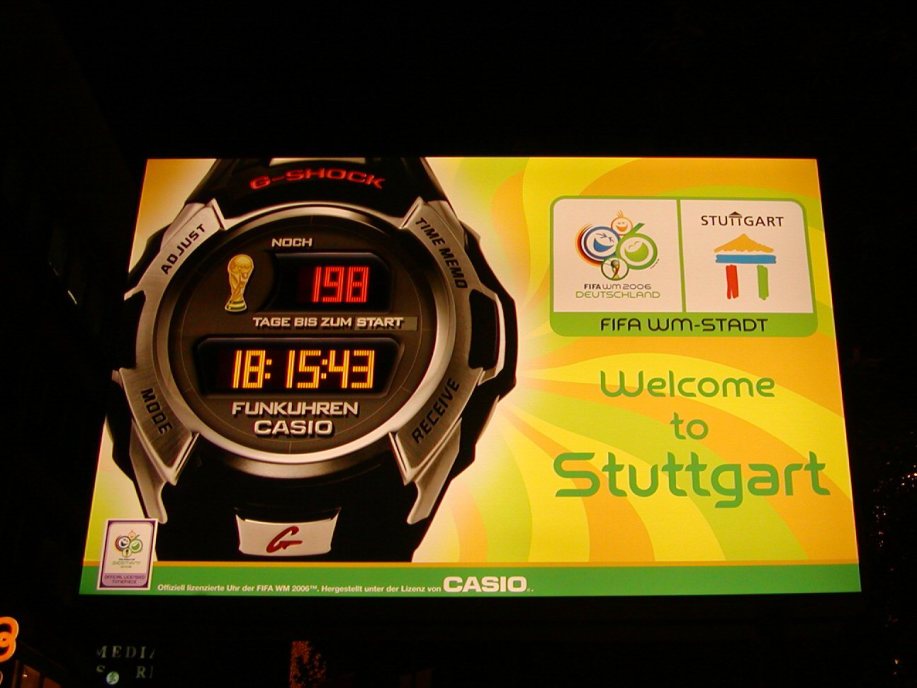 G-SHOCK
ADJUST
TIME MEMO
NOCH
198
TAGE BIS ZUM START
18:15:43
FUNKUHREN
CASIO
MODE
RECEIVE
G
FIFA WM 2006
DEUTSCHLAND
STUTTGART
FIFA WM-STADT
Welcome
to
Stuttgart
Offiziell lizenzierte Uhr der FIFA WM 2006™. Hergestellt unter der Lizenz von CASIO.
MEDIA